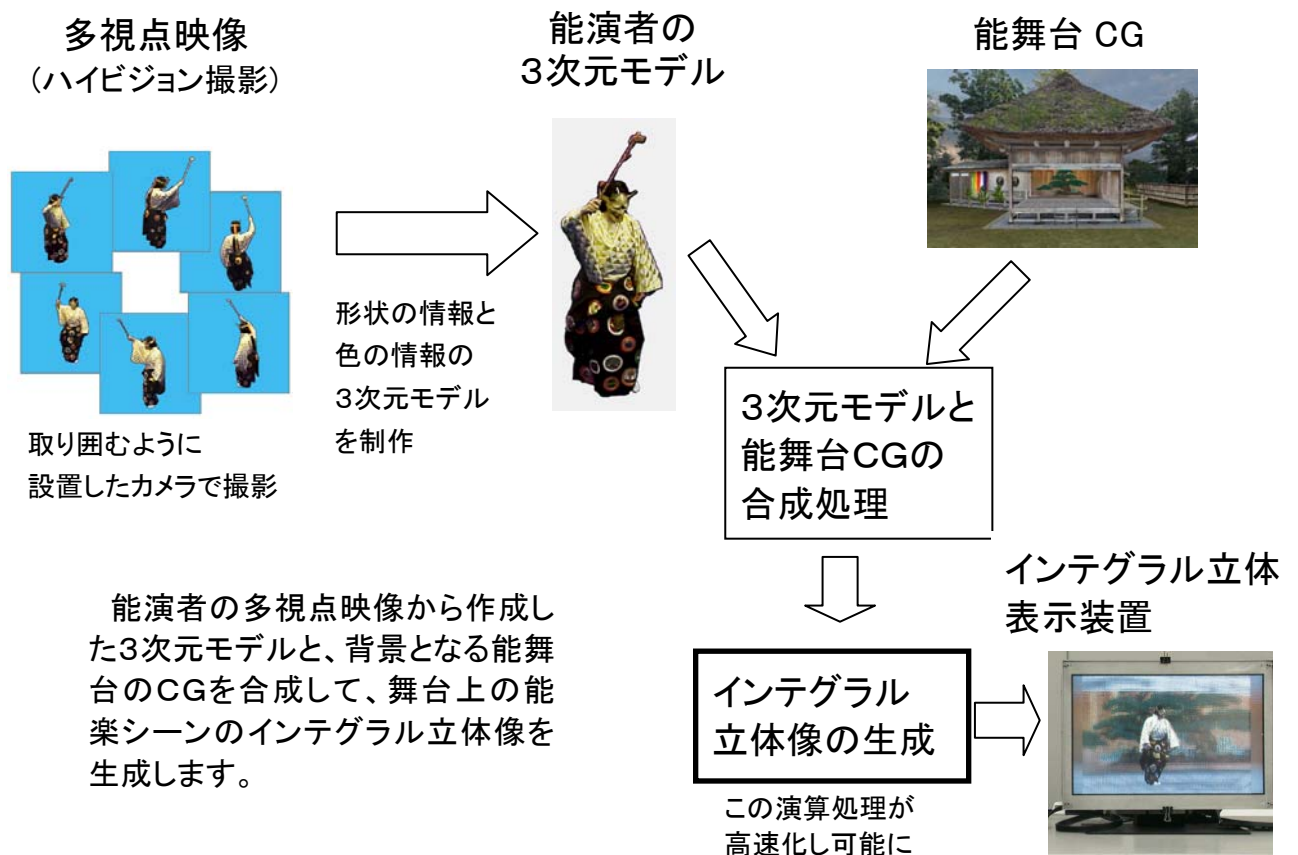 多視点映像
（ハイビジョン撮影）
能演者の
３次元モデル
能舞台 CG
形状の情報と
色の情報の
３次元モデル
を制作
取り囲むように
設置したカメラで撮影
３次元モデルと
能舞台CGの
合成処理
能演者の多視点映像から作成し
た３次元モデルと、背景となる能舞
台のCGを合成して、舞台上の能
楽シーンのインテグラル立体像を
生成します。
インテグラル
立体像の生成
この演算処理が
高速化し可能に
インテグラル立体
表示装置